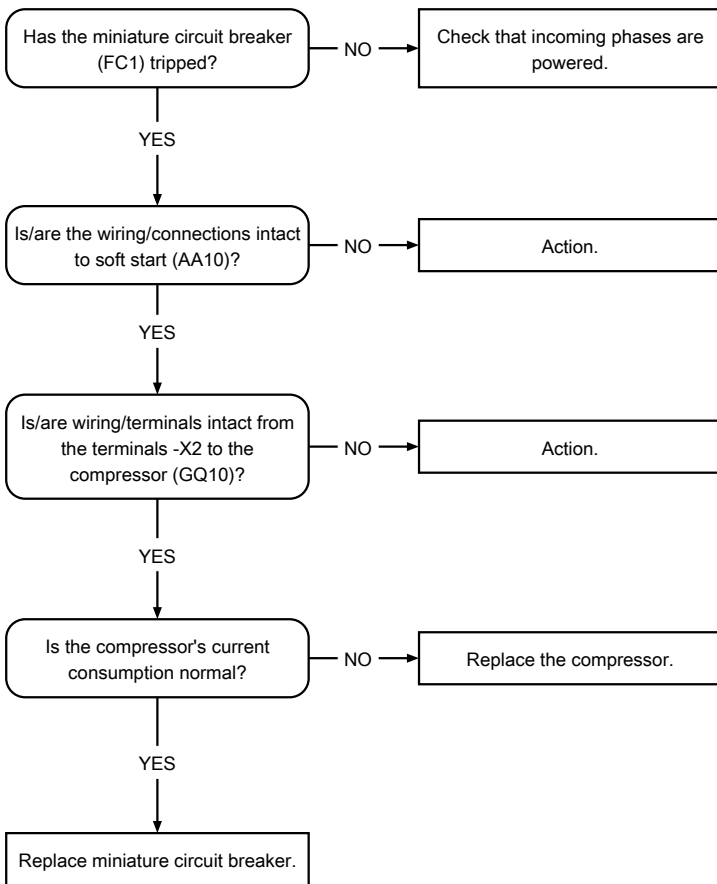 Has the miniature circuit breaker
(FC1) tripped?
NO
Check that incoming phases are
powered.
YES
Is/are the wiring/connections intact
to soft start (AA10)?
NO
Action.
YES
Is/are wiring/terminals intact from
the terminals -X2 to the
compressor (GQ10)?
NO
Action.
YES
Is the compressor's current
consumption normal?
NO
Replace the compressor.
YES
Replace miniature circuit breaker.